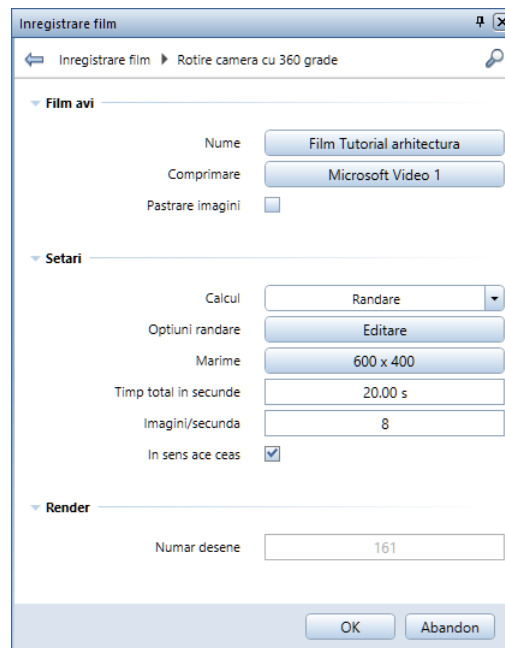 Inregistrare film
Inregistrare film Rotire camera cu 360 grade
Film avi
Nume Film Tutorial arhitectura
Comprimare Microsoft Video 1
Pastrare imagini
Setari
Calcul Randare
Optiuni randare Editare
Marime 600 x 400
Timp total in secunde 20.00 s
Imagini/secunda 8
In sens ace ceas
Render
Numar desene 161
OK Abandon